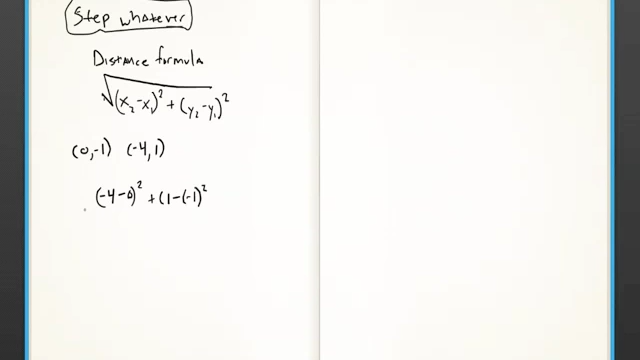 Step whatever
Distance formula
√(x₂-x₁)² + (y₂-y₁)²
(0,-1) (-4,1)
(-4-0)² + (1-(-1)²